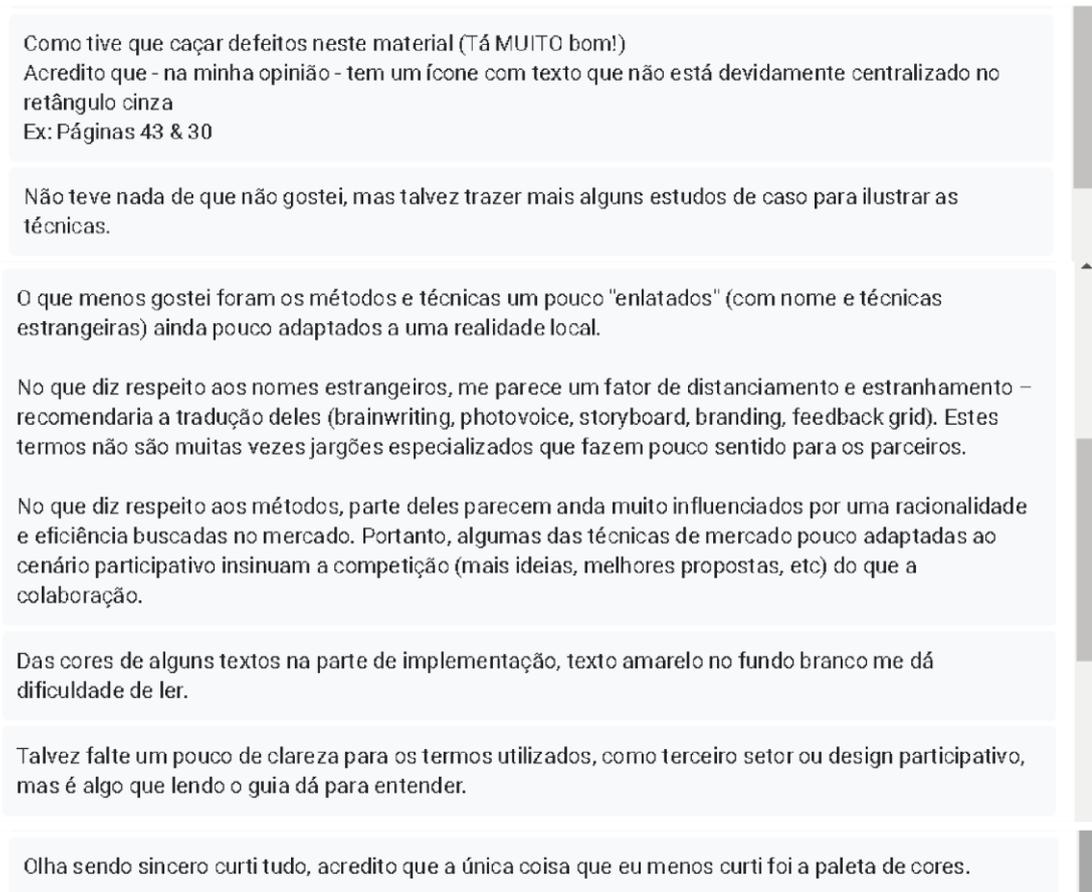 Como tive que caçar defeitos neste material (Tá MUITO bom!)
Acredito que - na minha opinião - tem um ícone com texto que não está devidamente centralizado no
retângulo cinza
Ex: Páginas 43 & 30
Não teve nada de que não gostei, mas talvez trazer mais alguns estudos de caso para ilustrar as
técnicas.
O que menos gostei foram os métodos e técnicas um pouco "enlatados" (com nome e técnicas
estrangeiras) ainda pouco adaptados a uma realidade local.
No que diz respeito aos nomes estrangeiros, me parece um fator de distanciamento e estranhamento –
recomendaria a tradução deles (brainwriting, photovoice, storyboard, branding, feedback grid). Estes
termos não são muitas vezes jargões especializados que fazem pouco sentido para os parceiros.
No que diz respeito aos métodos, parte deles parecem anda muito influenciados por uma racionalidade
e eficiência buscadas no mercado. Portanto, algumas das técnicas de mercado pouco adaptadas ao
cenário participativo insinuam a competição (mais ideias, melhores propostas, etc) do que a
colaboração.
Das cores de alguns textos na parte de implementação, texto amarelo no fundo branco me dá
dificuldade de ler.
Talvez falte um pouco de clareza para os termos utilizados, como terceiro setor ou design participativo,
mas é algo que lendo o guia dá para entender.
Olha sendo sincero curti tudo, acredito que a única coisa que eu menos curti foi a paleta de cores.